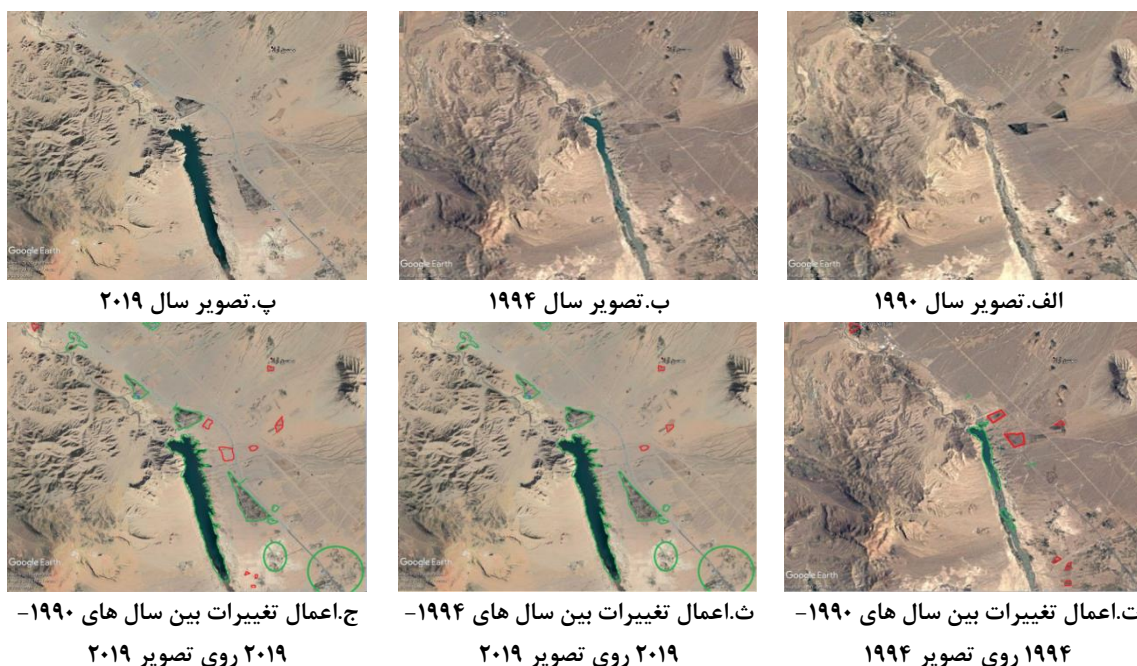 Google Earth
Google Earth
Google Earth
الف.تصویر سال ۱۹۹۰
ب.تصویر سال ۱۹۹۴
پ.تصویر سال ۲۰۱۹
Google Earth
Google Earth
Google Earth
ت.اعمال تغییرات بین سال های ۱۹۹۰-
۱۹۹۴ روی تصویر ۱۹۹۴
ث.اعمال تغییرات بین سال های ۱۹۹۴-
۲۰۱۹ روی تصویر ۲۰۱۹
ج.اعمال تغییرات بین سال های ۱۹۹۰-
۲۰۱۹ روی تصویر ۲۰۱۹